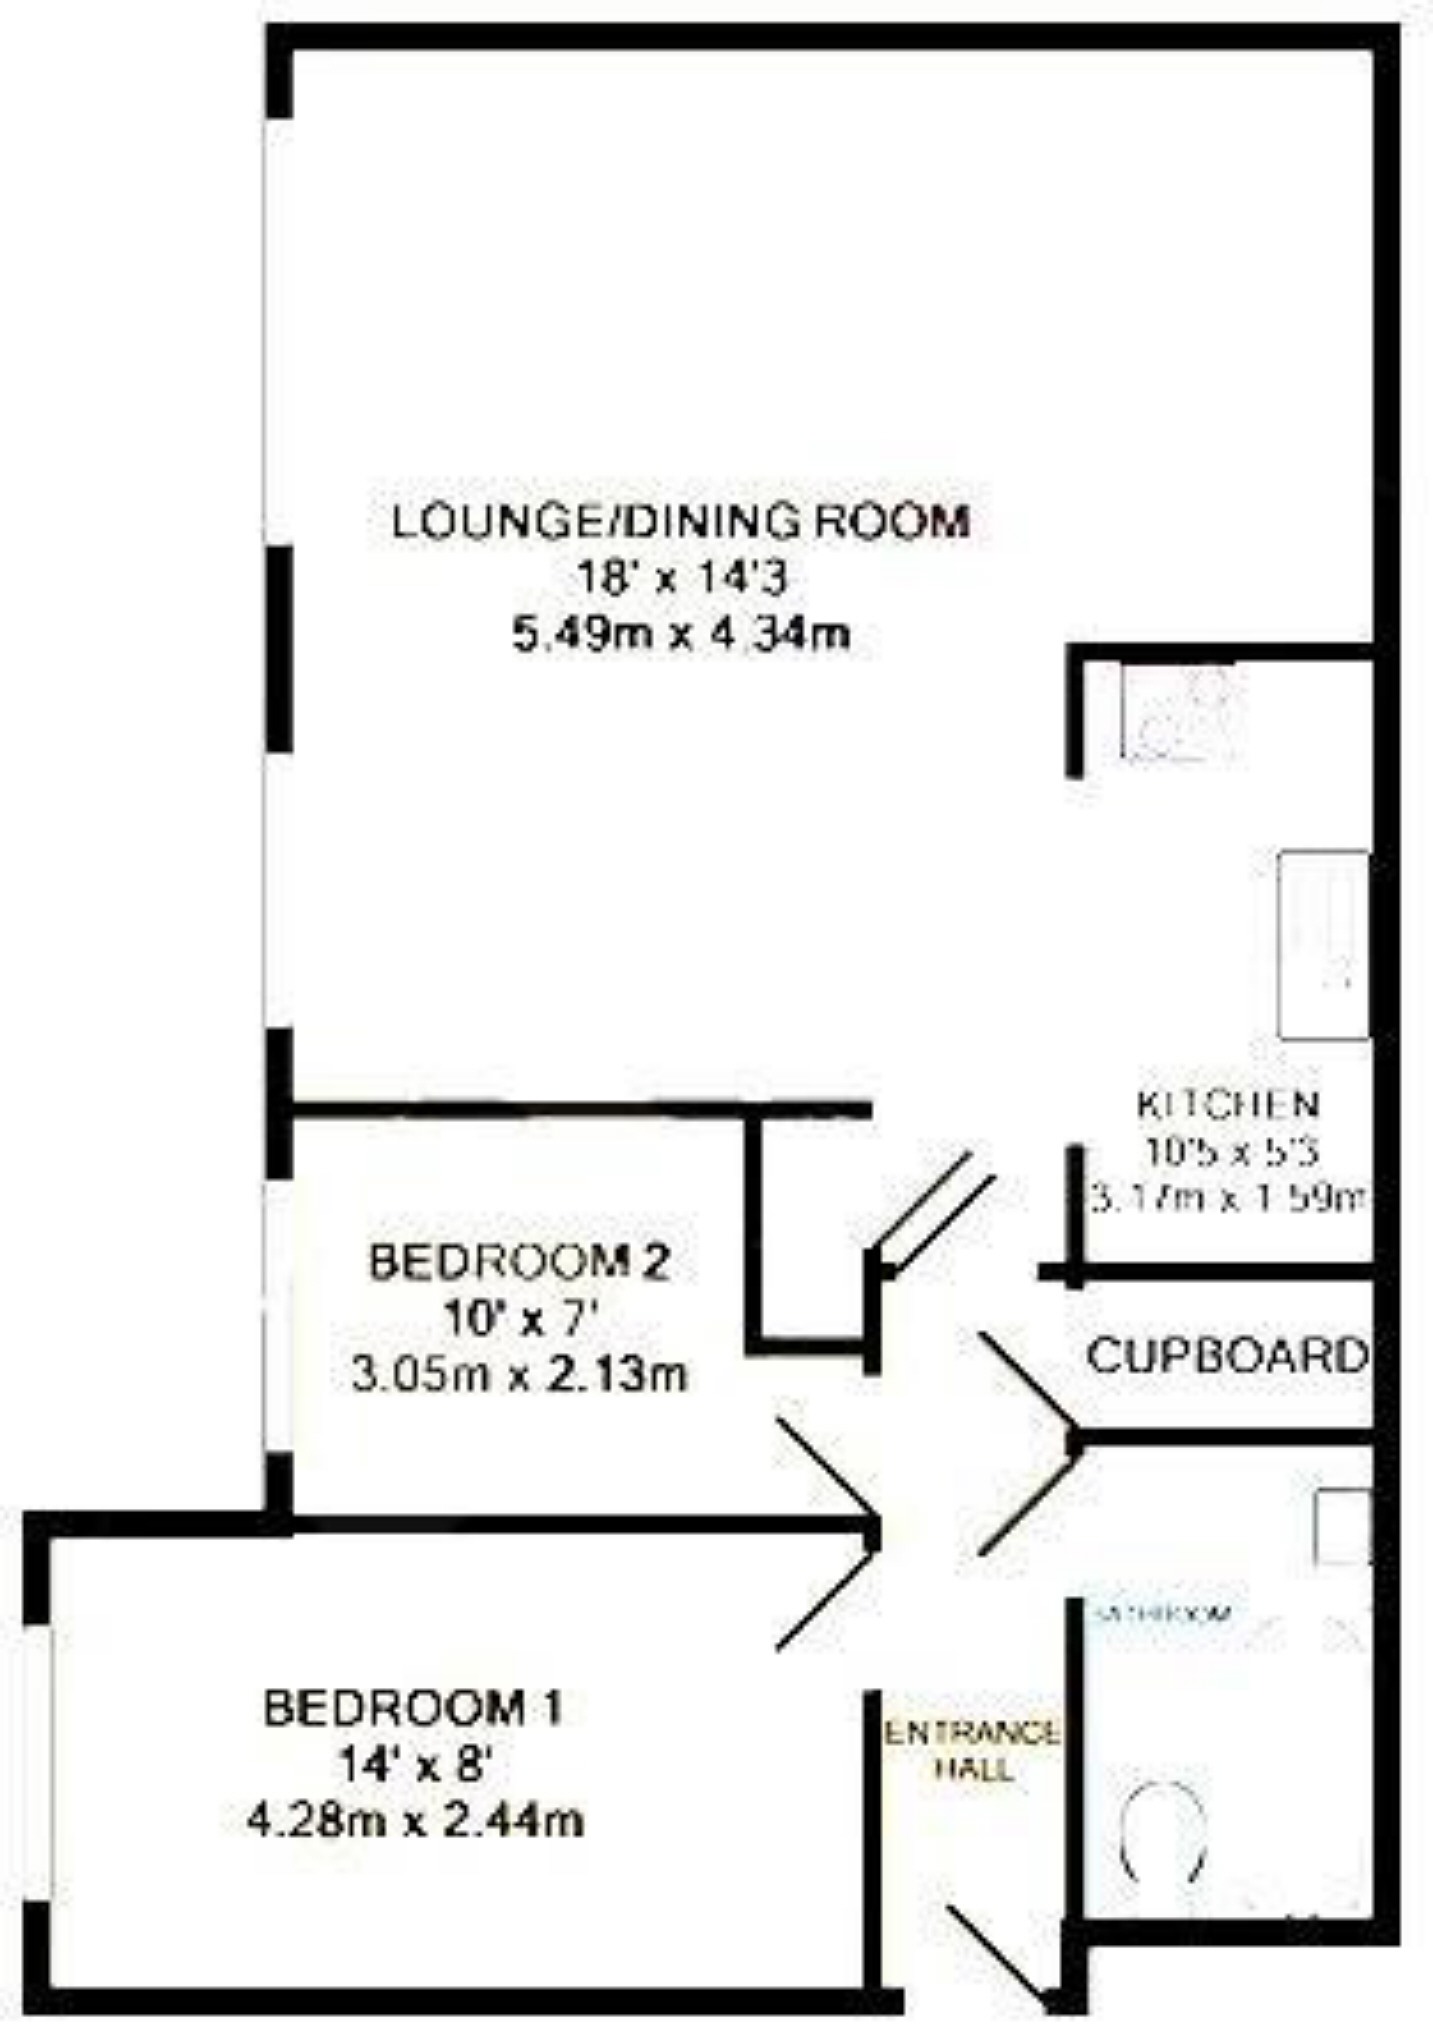 LOUNGE/DINING ROOM
18' x 14'3
5.49m x 4.34m
KITCHEN
10'5 x 5'3
3.17m x 1.59m
BEDROOM 2
10' x 7'
3.05m x 2.13m
CUPBOARD
BATHROOM
BEDROOM 1
14' x 8'
4.28m x 2.44m
ENTRANCE
HALL